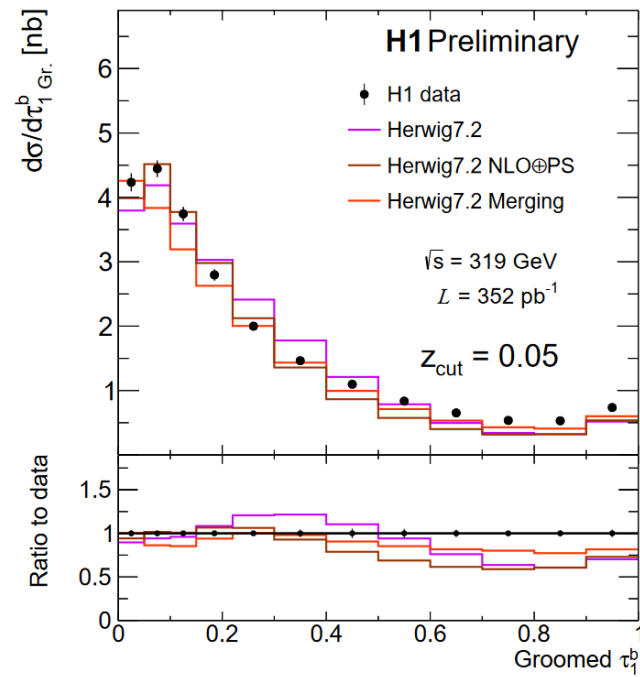 dσ/dτ₁ᵇ Gr. [nb]
H1 Preliminary
H1 data
Herwig7.2
Herwig7.2 NLO⊕PS
Herwig7.2 Merging
√s = 319 GeV
L = 352 pb⁻¹
z_cut = 0.05
6
5
4
3
2
1
Ratio to data
1.5
1
0.5
0
0 0.2 0.4 0.6 0.8 1
Groomed τ₁ᵇ